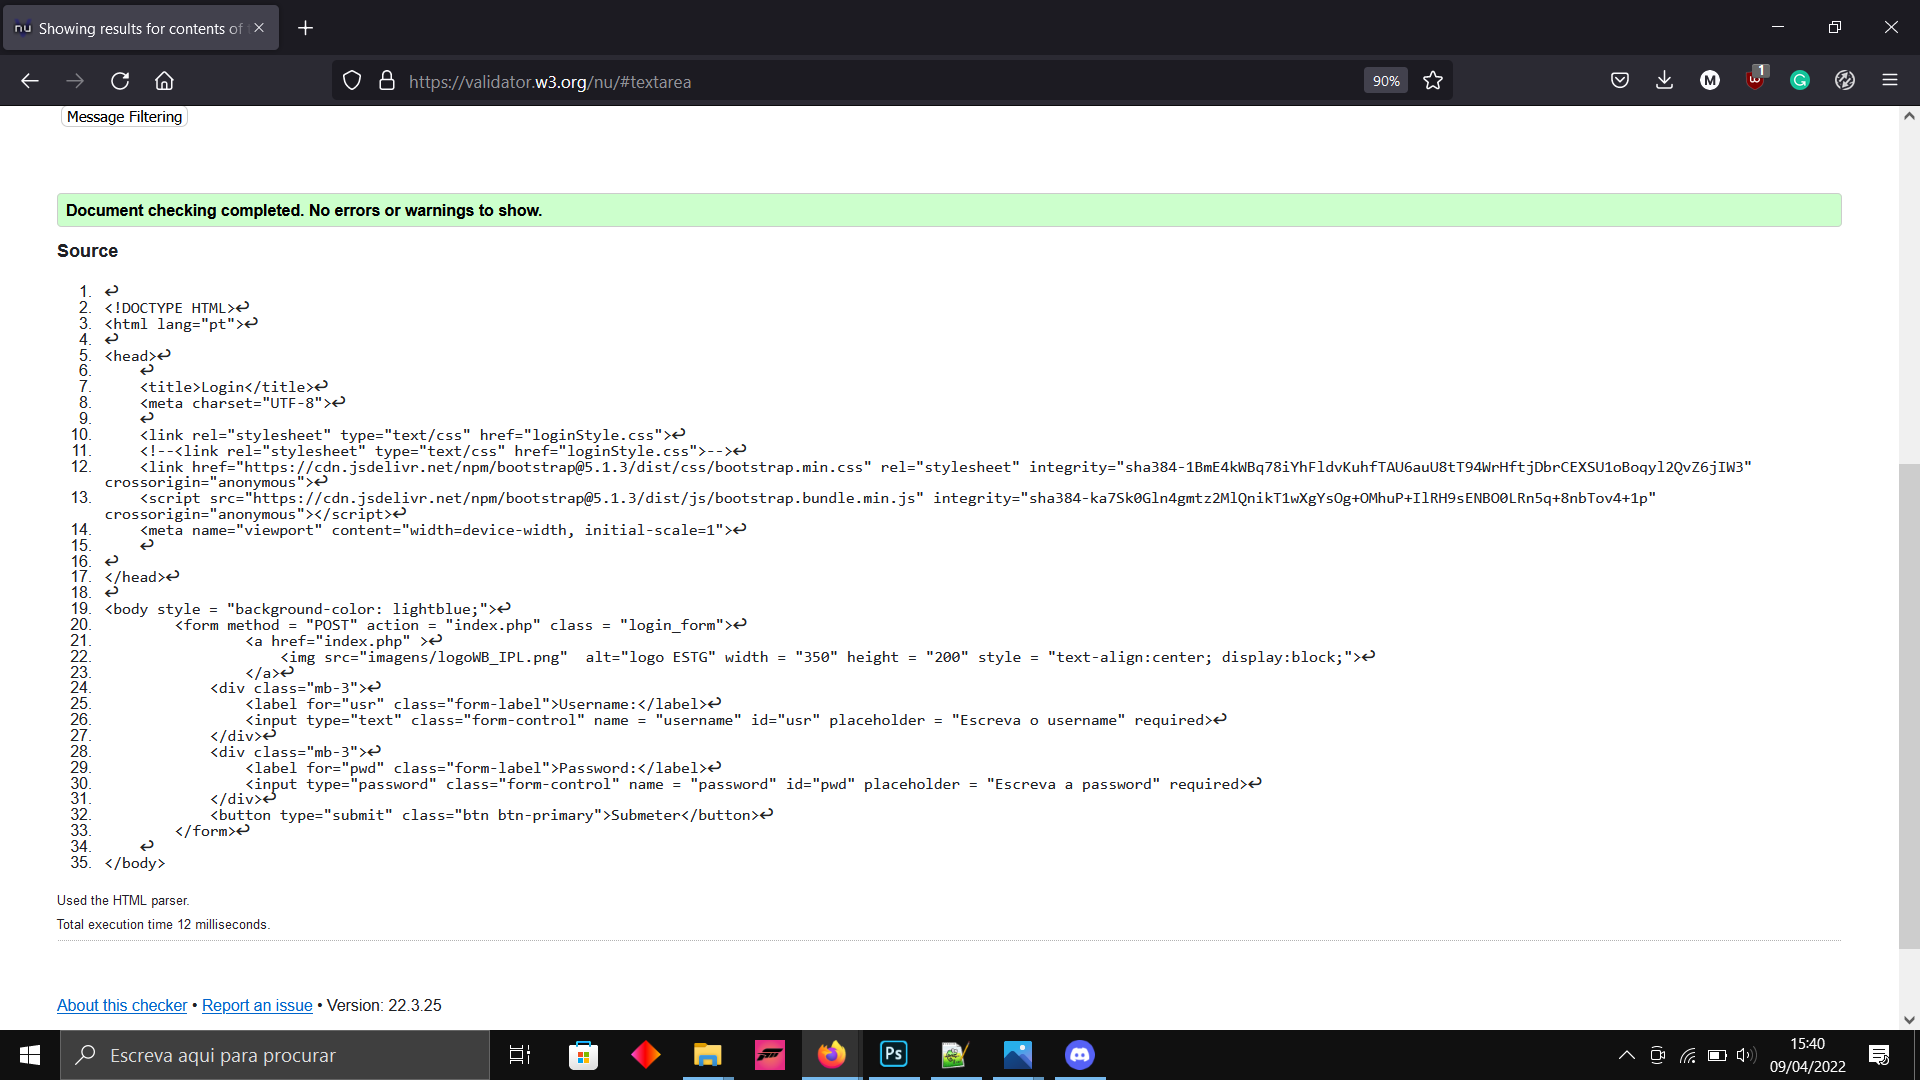 Showing results for contents of
https://validator.w3.org/nu/#textarea
90%
1
Message Filtering
Document checking completed. No errors or warnings to show.
Source
1. ↩
2. <!DOCTYPE HTML>↩
3. <html lang="pt">↩
4. ↩
5. <head>↩
6. ↩
7. <title>Login</title>↩
8. <meta charset="UTF-8">↩
9. ↩
10. <link rel="stylesheet" type="text/css" href="loginStyle.css">↩
11. <!--<link rel="stylesheet" type="text/css" href="loginStyle.css">-->↩
12. <link href="https://cdn.jsdelivr.net/npm/bootstrap@5.1.3/dist/css/bootstrap.min.css" rel="stylesheet" integrity="sha384-1BmE4kWBq78iYhFldvKuhfTAU6auU8tT94WrHftjDbrCEXSU1oBoqyl2QvZ6jIW3"
crossorigin="anonymous">↩
13. <script src="https://cdn.jsdelivr.net/npm/bootstrap@5.1.3/dist/js/bootstrap.bundle.min.js" integrity="sha384-ka7Sk0Gln4gmtz2MlQnikT1wXgYsOg+OMhuP+IlRH9sENBO0LRn5q+8nbTov4+1p"
crossorigin="anonymous"></script>↩
14. <meta name="viewport" content="width=device-width, initial-scale=1">↩
15. ↩
16. ↩
17. </head>↩
18. ↩
19. <body style = "background-color: lightblue;">↩
20. <form method = "POST" action = "index.php" class = "login_form">↩
21. <a href="index.php" >↩
22. <img src="imagens/logoWB_IPL.png"  alt="logo ESTG" width = "350" height = "200" style = "text-align:center; display:block;">↩
23. </a>↩
24. <div class="mb-3">↩
25. <label for="usr" class="form-label">Username:</label>↩
26. <input type="text" class="form-control" name = "username" id="usr" placeholder = "Escreva o username" required>↩
27. </div>↩
28. <div class="mb-3">↩
29. <label for="pwd" class="form-label">Password:</label>↩
30. <input type="password" class="form-control" name = "password" id="pwd" placeholder = "Escreva a password" required>↩
31. </div>↩
32. <button type="submit" class="btn btn-primary">Submeter</button>↩
33. </form>↩
34. ↩
35. </body>
Used the HTML parser.
Total execution time 12 milliseconds.
About this checker • Report an issue • Version: 22.3.25
Escreva aqui para procurar
Ps
15:40
09/04/2022